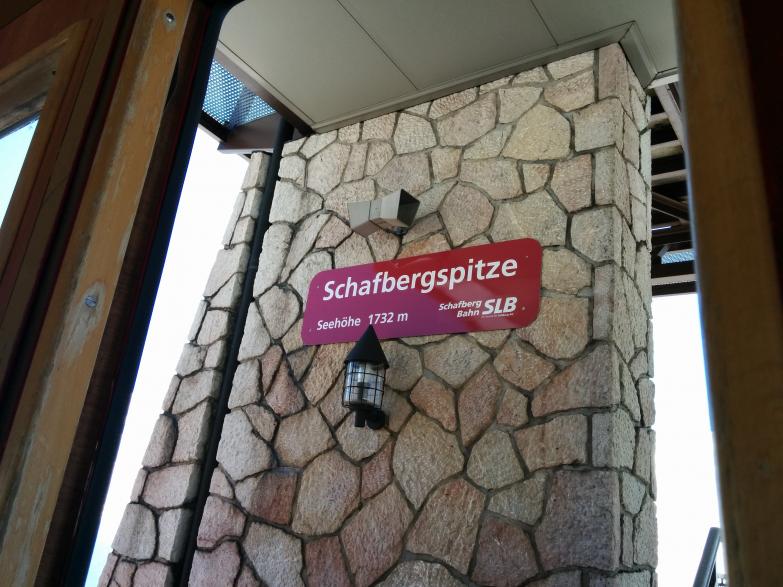 Schafbergspitze
Seehöhe 1732 m
Schafberg
Bahn SLB